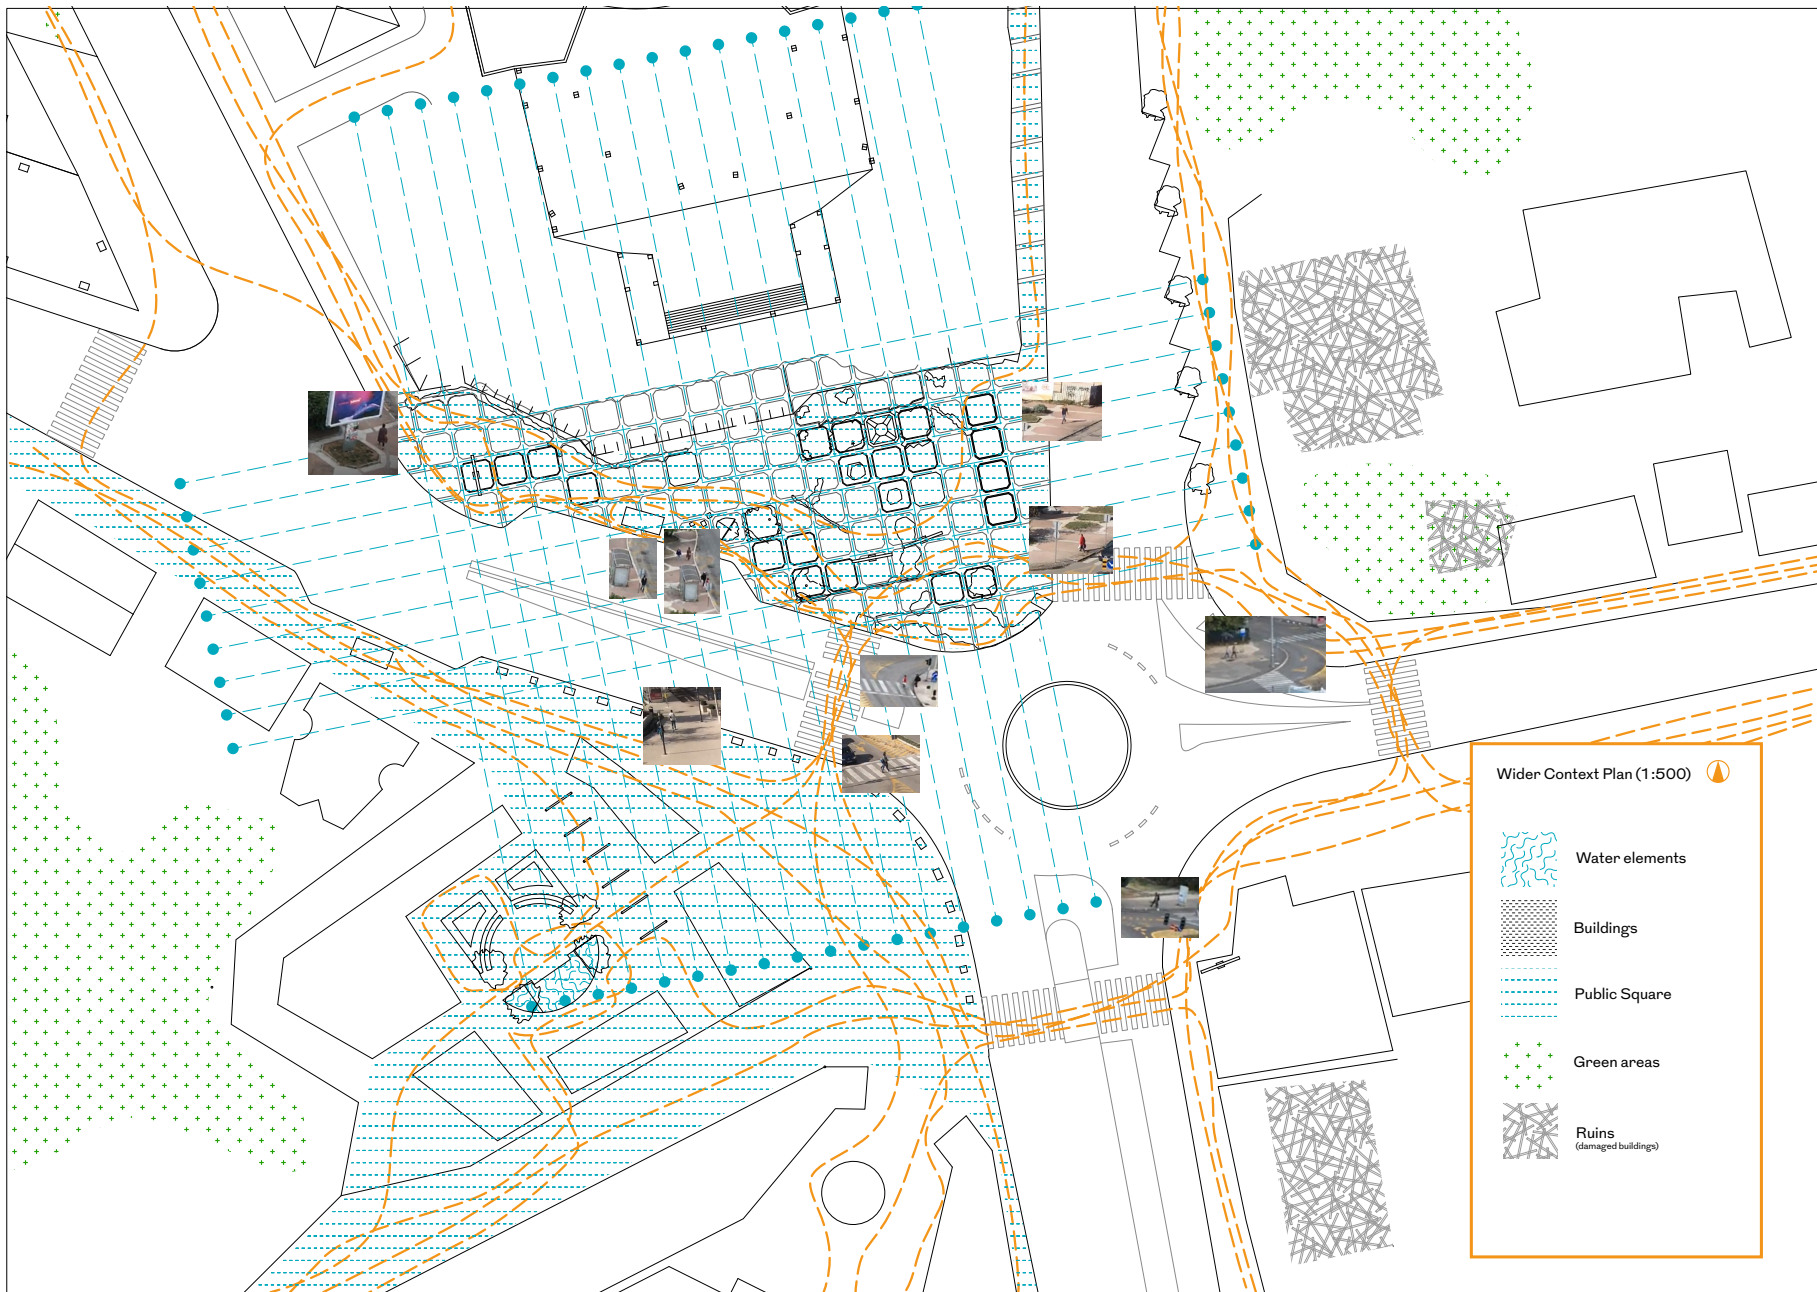 Wider Context Plan (1:500)
Water elements
Buildings
Public Square
Green areas
Ruins
(damaged buildings)